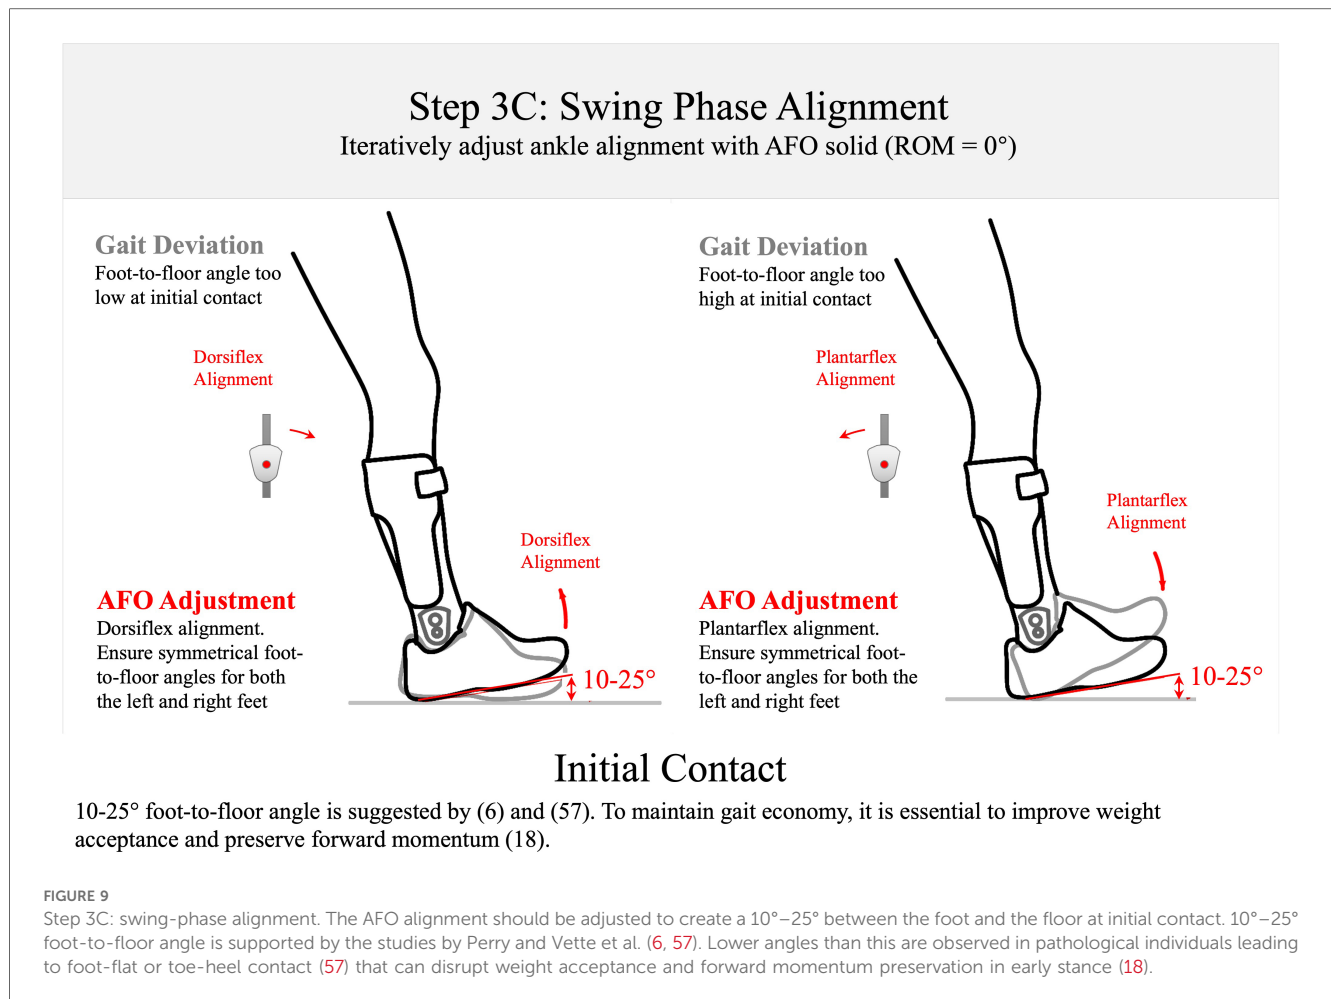 Step 3C: Swing Phase Alignment
Iteratively adjust ankle alignment with AFO solid (ROM = 0°)
Gait Deviation
Foot-to-floor angle too
low at initial contact
Dorsiflex
Alignment
Dorsiflex
Alignment
AFO Adjustment
Dorsiflex alignment.
Ensure symmetrical foot-
to-floor angles for both
the left and right feet
10-25°
Gait Deviation
Foot-to-floor angle too
high at initial contact
Plantarflex
Alignment
Plantarflex
Alignment
AFO Adjustment
Plantarflex alignment.
Ensure symmetrical foot-
to-floor angles for both the
left and right feet
10-25°
Initial Contact
10-25° foot-to-floor angle is suggested by (6) and (57). To maintain gait economy, it is essential to improve weight
acceptance and preserve forward momentum (18).
FIGURE 9
Step 3C: swing-phase alignment. The AFO alignment should be adjusted to create a 10°–25° between the foot and the floor at initial contact. 10°–25°
foot-to-floor angle is supported by the studies by Perry and Vette et al. (6, 57). Lower angles than this are observed in pathological individuals leading
to foot-flat or toe-heel contact (57) that can disrupt weight acceptance and forward momentum preservation in early stance (18).